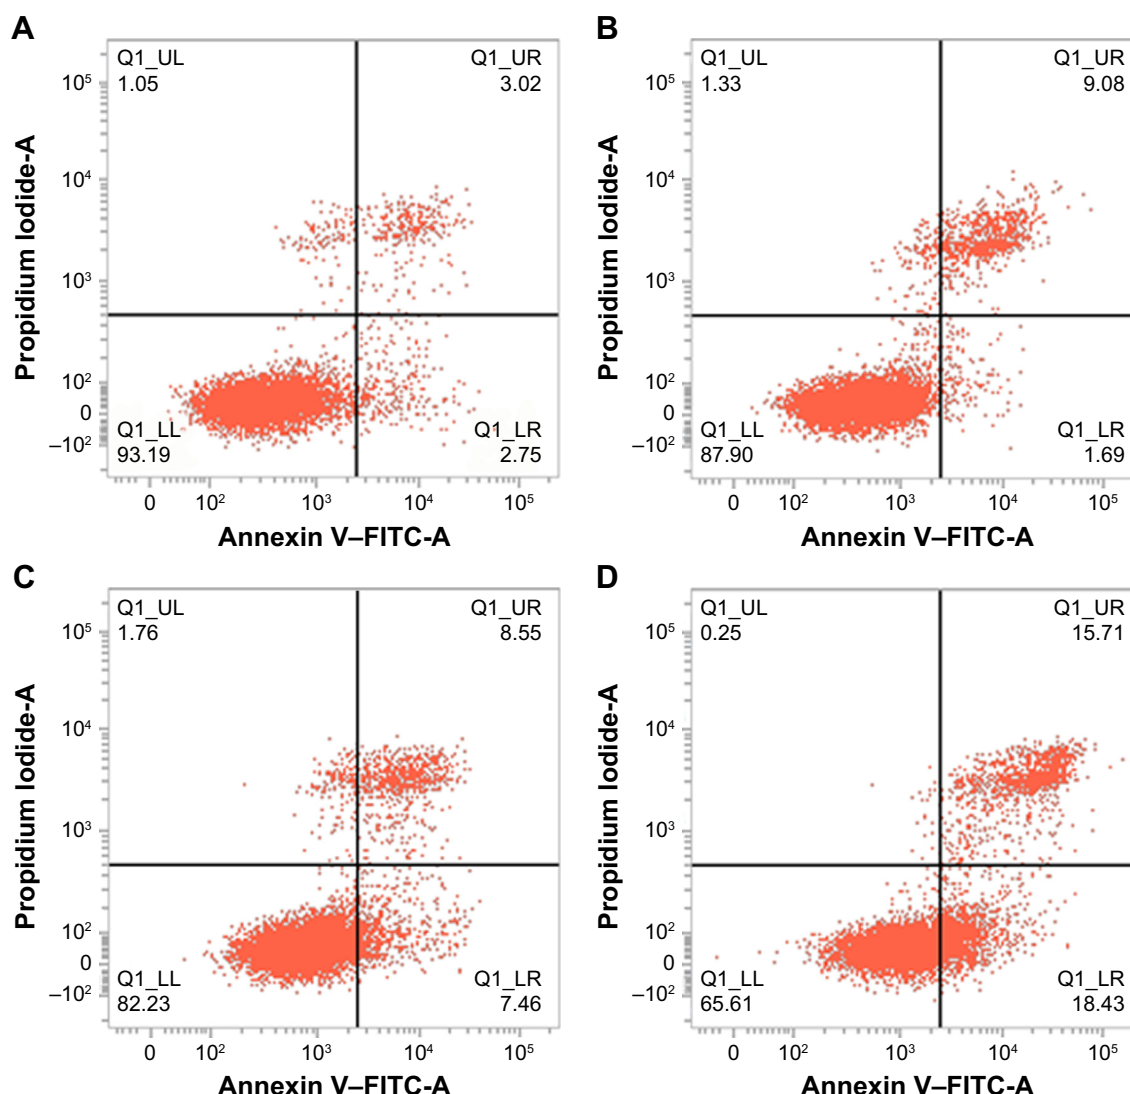 A
Q1_UL
1.05
Q1_UR
3.02
Q1_LL
93.19
Q1_LR
2.75
10⁵
10⁴
10³
10²
0
–10²
Propidium Iodide-A
0
10²
10³
10⁴
10⁵
Annexin V–FITC-A
B
Q1_UL
1.33
Q1_UR
9.08
Q1_LL
87.90
Q1_LR
1.69
10⁵
10⁴
10³
10²
0
–10²
Propidium Iodide-A
0
10²
10³
10⁴
10⁵
Annexin V–FITC-A
C
Q1_UL
1.76
Q1_UR
8.55
Q1_LL
82.23
Q1_LR
7.46
10⁵
10⁴
10³
10²
0
–10²
Propidium Iodide-A
0
10²
10³
10⁴
10⁵
Annexin V–FITC-A
D
Q1_UL
0.25
Q1_UR
15.71
Q1_LL
65.61
Q1_LR
18.43
10⁵
10⁴
10³
10²
0
–10²
Propidium Iodide-A
0
10²
10³
10⁴
10⁵
Annexin V–FITC-A